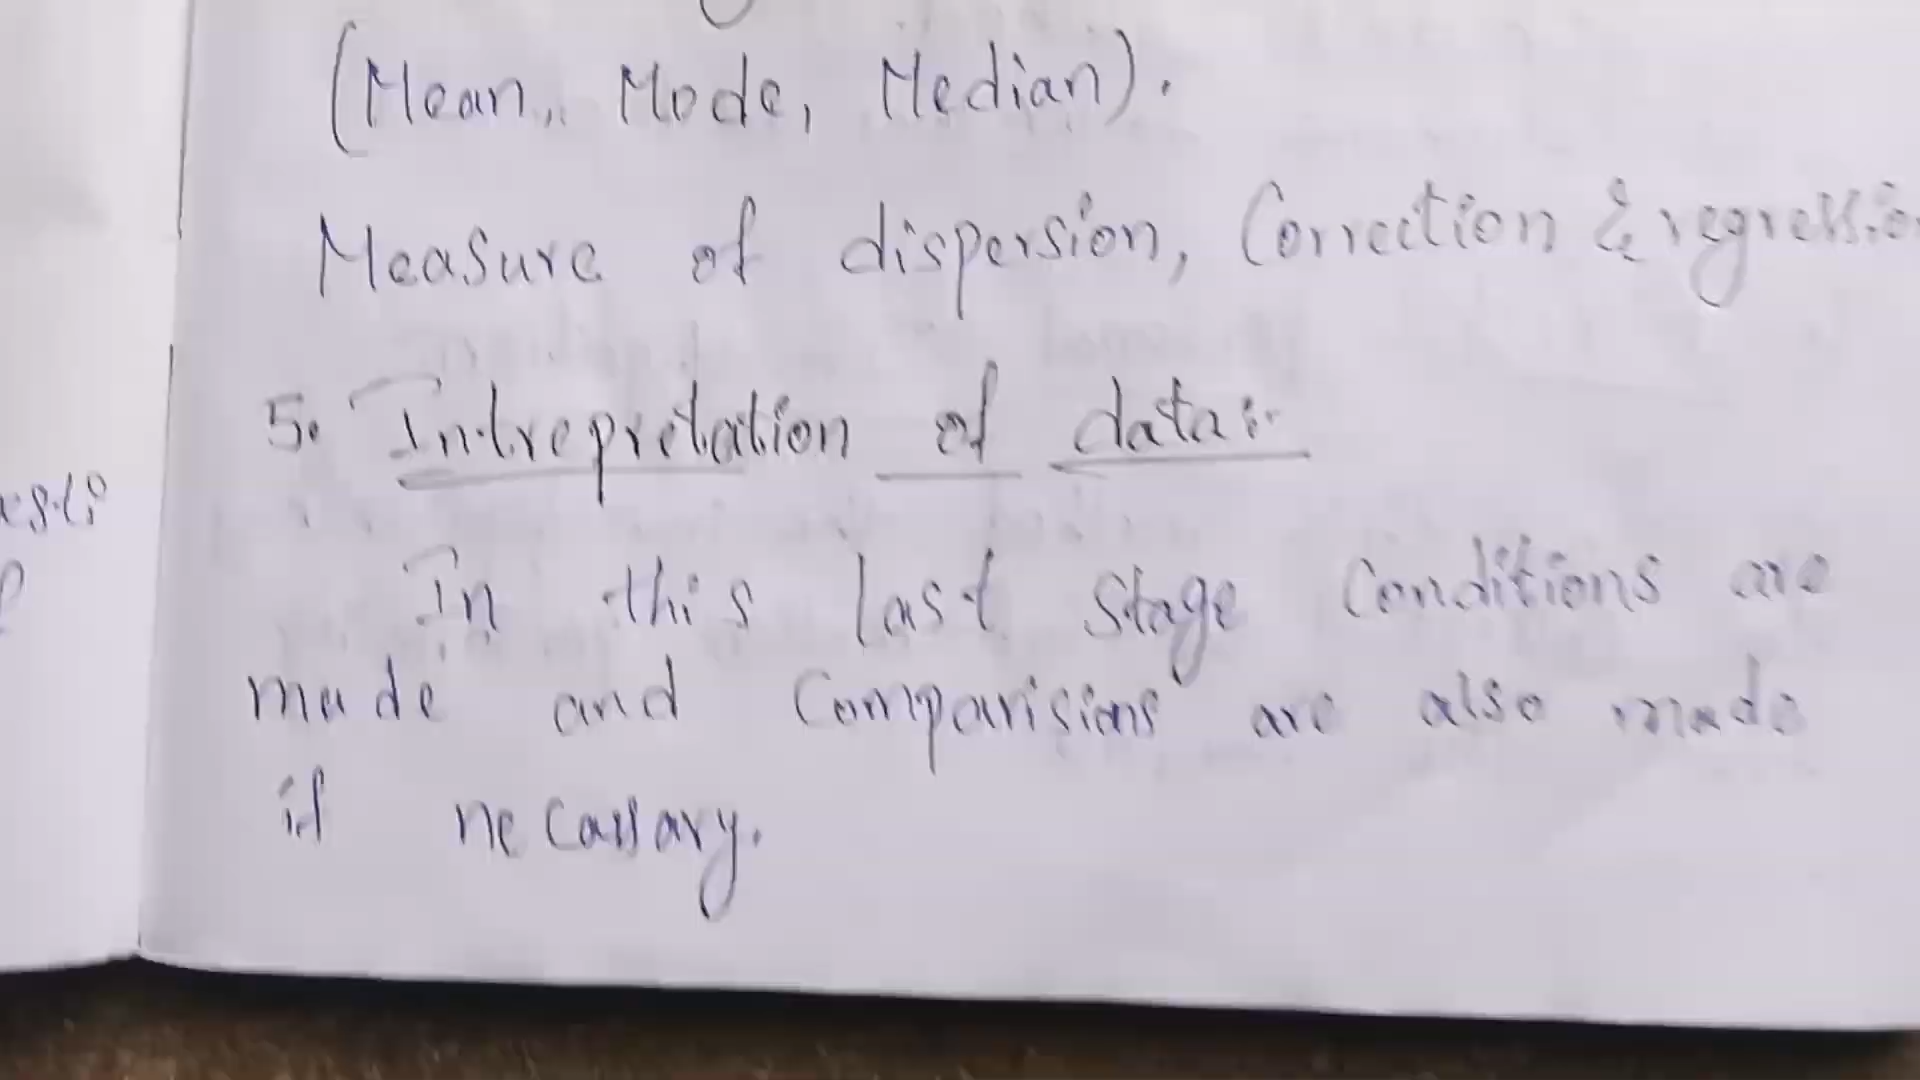 (Mean, Mode, Median).
Measure of dispersion, Correction & regressio
5. Intrepretation of data:-
In this last stage Conditions are
made and Comparisions are also made
if necassary.